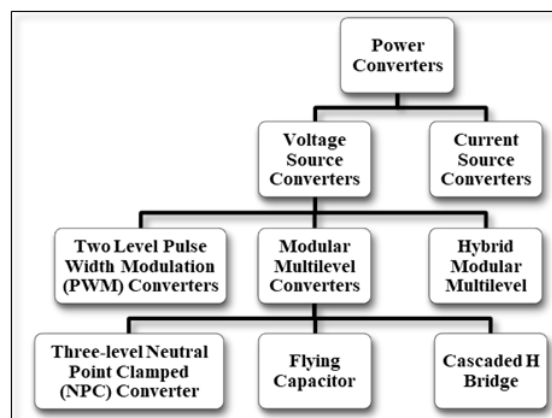 Power
Converters
Voltage
Source
Converters
Current
Source
Converters
Two Level Pulse
Width Modulation
(PWM) Converters
Modular
Multilevel
Converters
Hybrid
Modular
Multilevel
Three-level Neutral
Point Clamped
(NPC) Converter
Flying
Capacitor
Cascaded H
Bridge